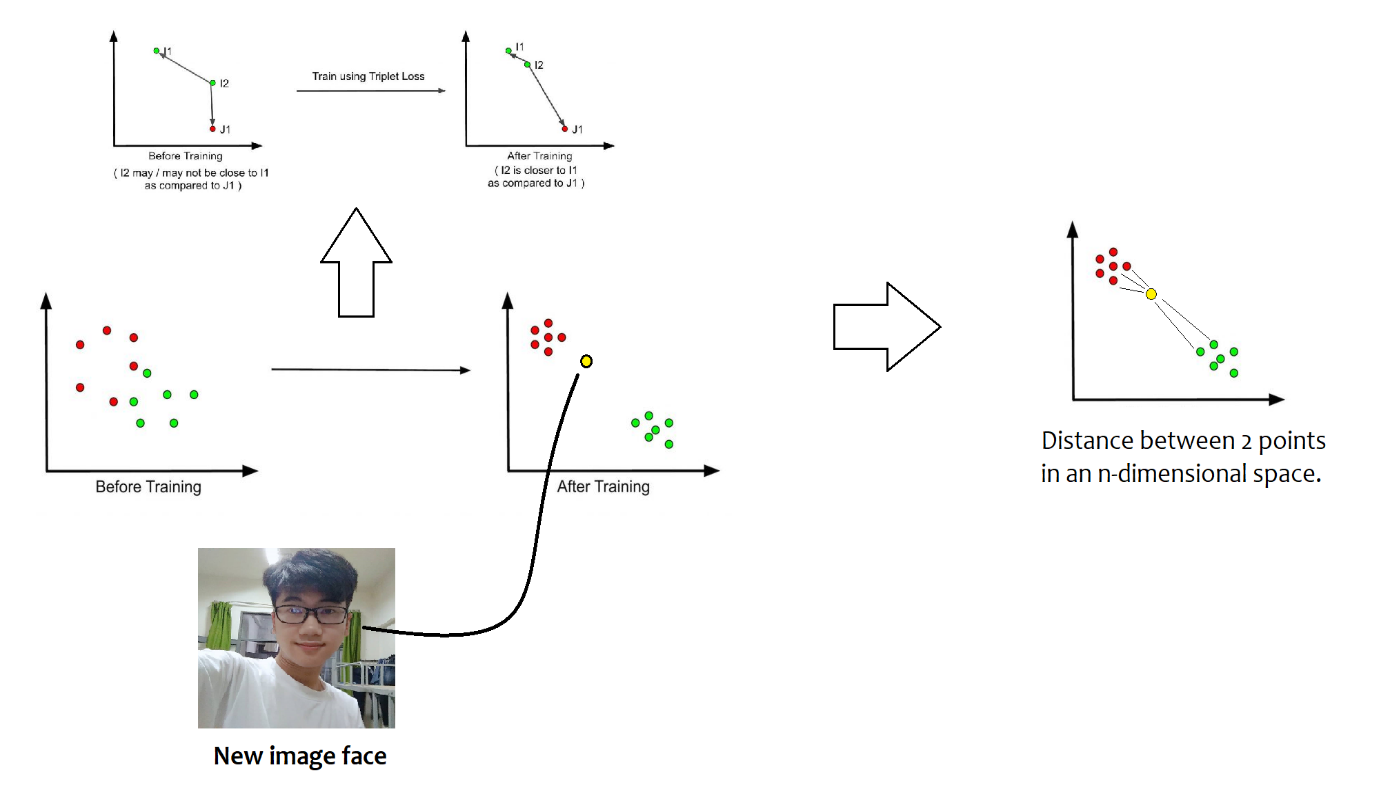 I1
I2
J1
Before Training
( I2 may / may not be close to I1
as compared to J1 )
Train using Triplet Loss
I1
I2
J1
After Training
( I2 is closer to I1
as compared to J1 )
Before Training
After Training
Distance between 2 points
in an n-dimensional space.
New image face